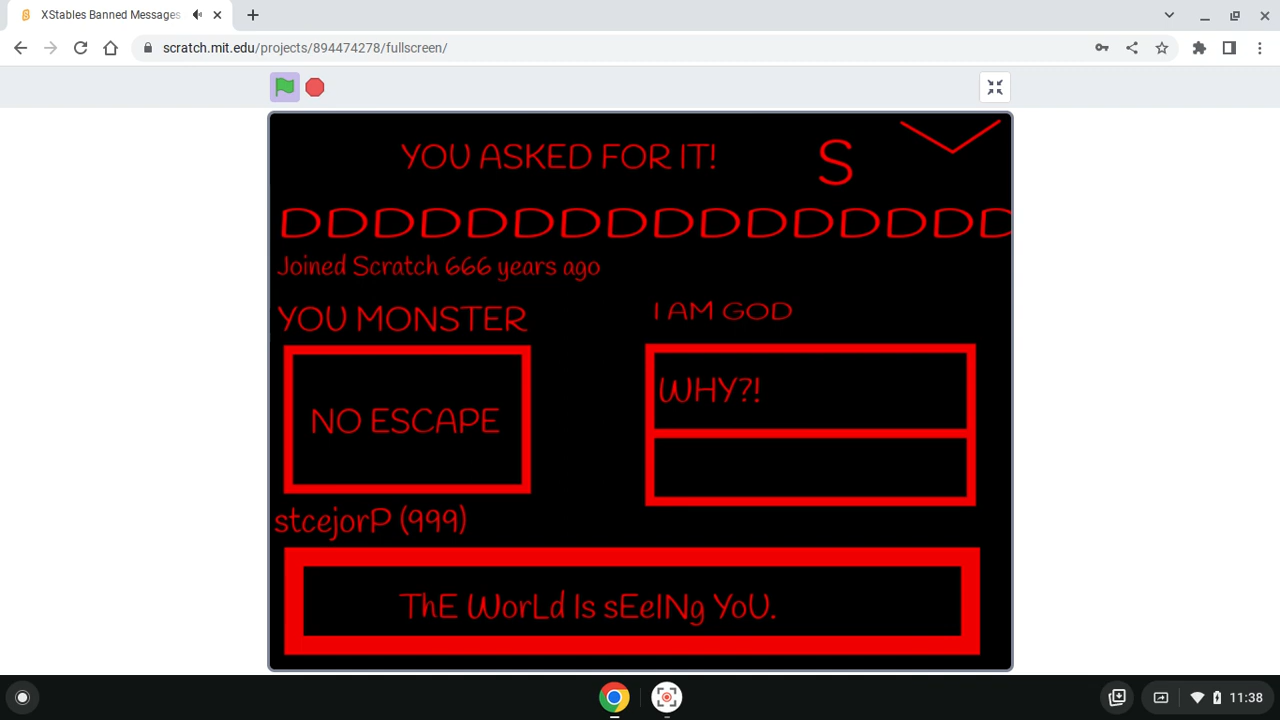 XStables Banned Messages
scratch.mit.edu/projects/894474278/fullscreen/
YOU ASKED FOR IT!
S
DDDDDDDDDDDDDDDD
Joined Scratch 666 years ago
YOU MONSTER
I AM GOD
WHY?!
NO ESCAPE
stcejorP (999)
ThE WorLd Is sEeINg YoU.
11:38